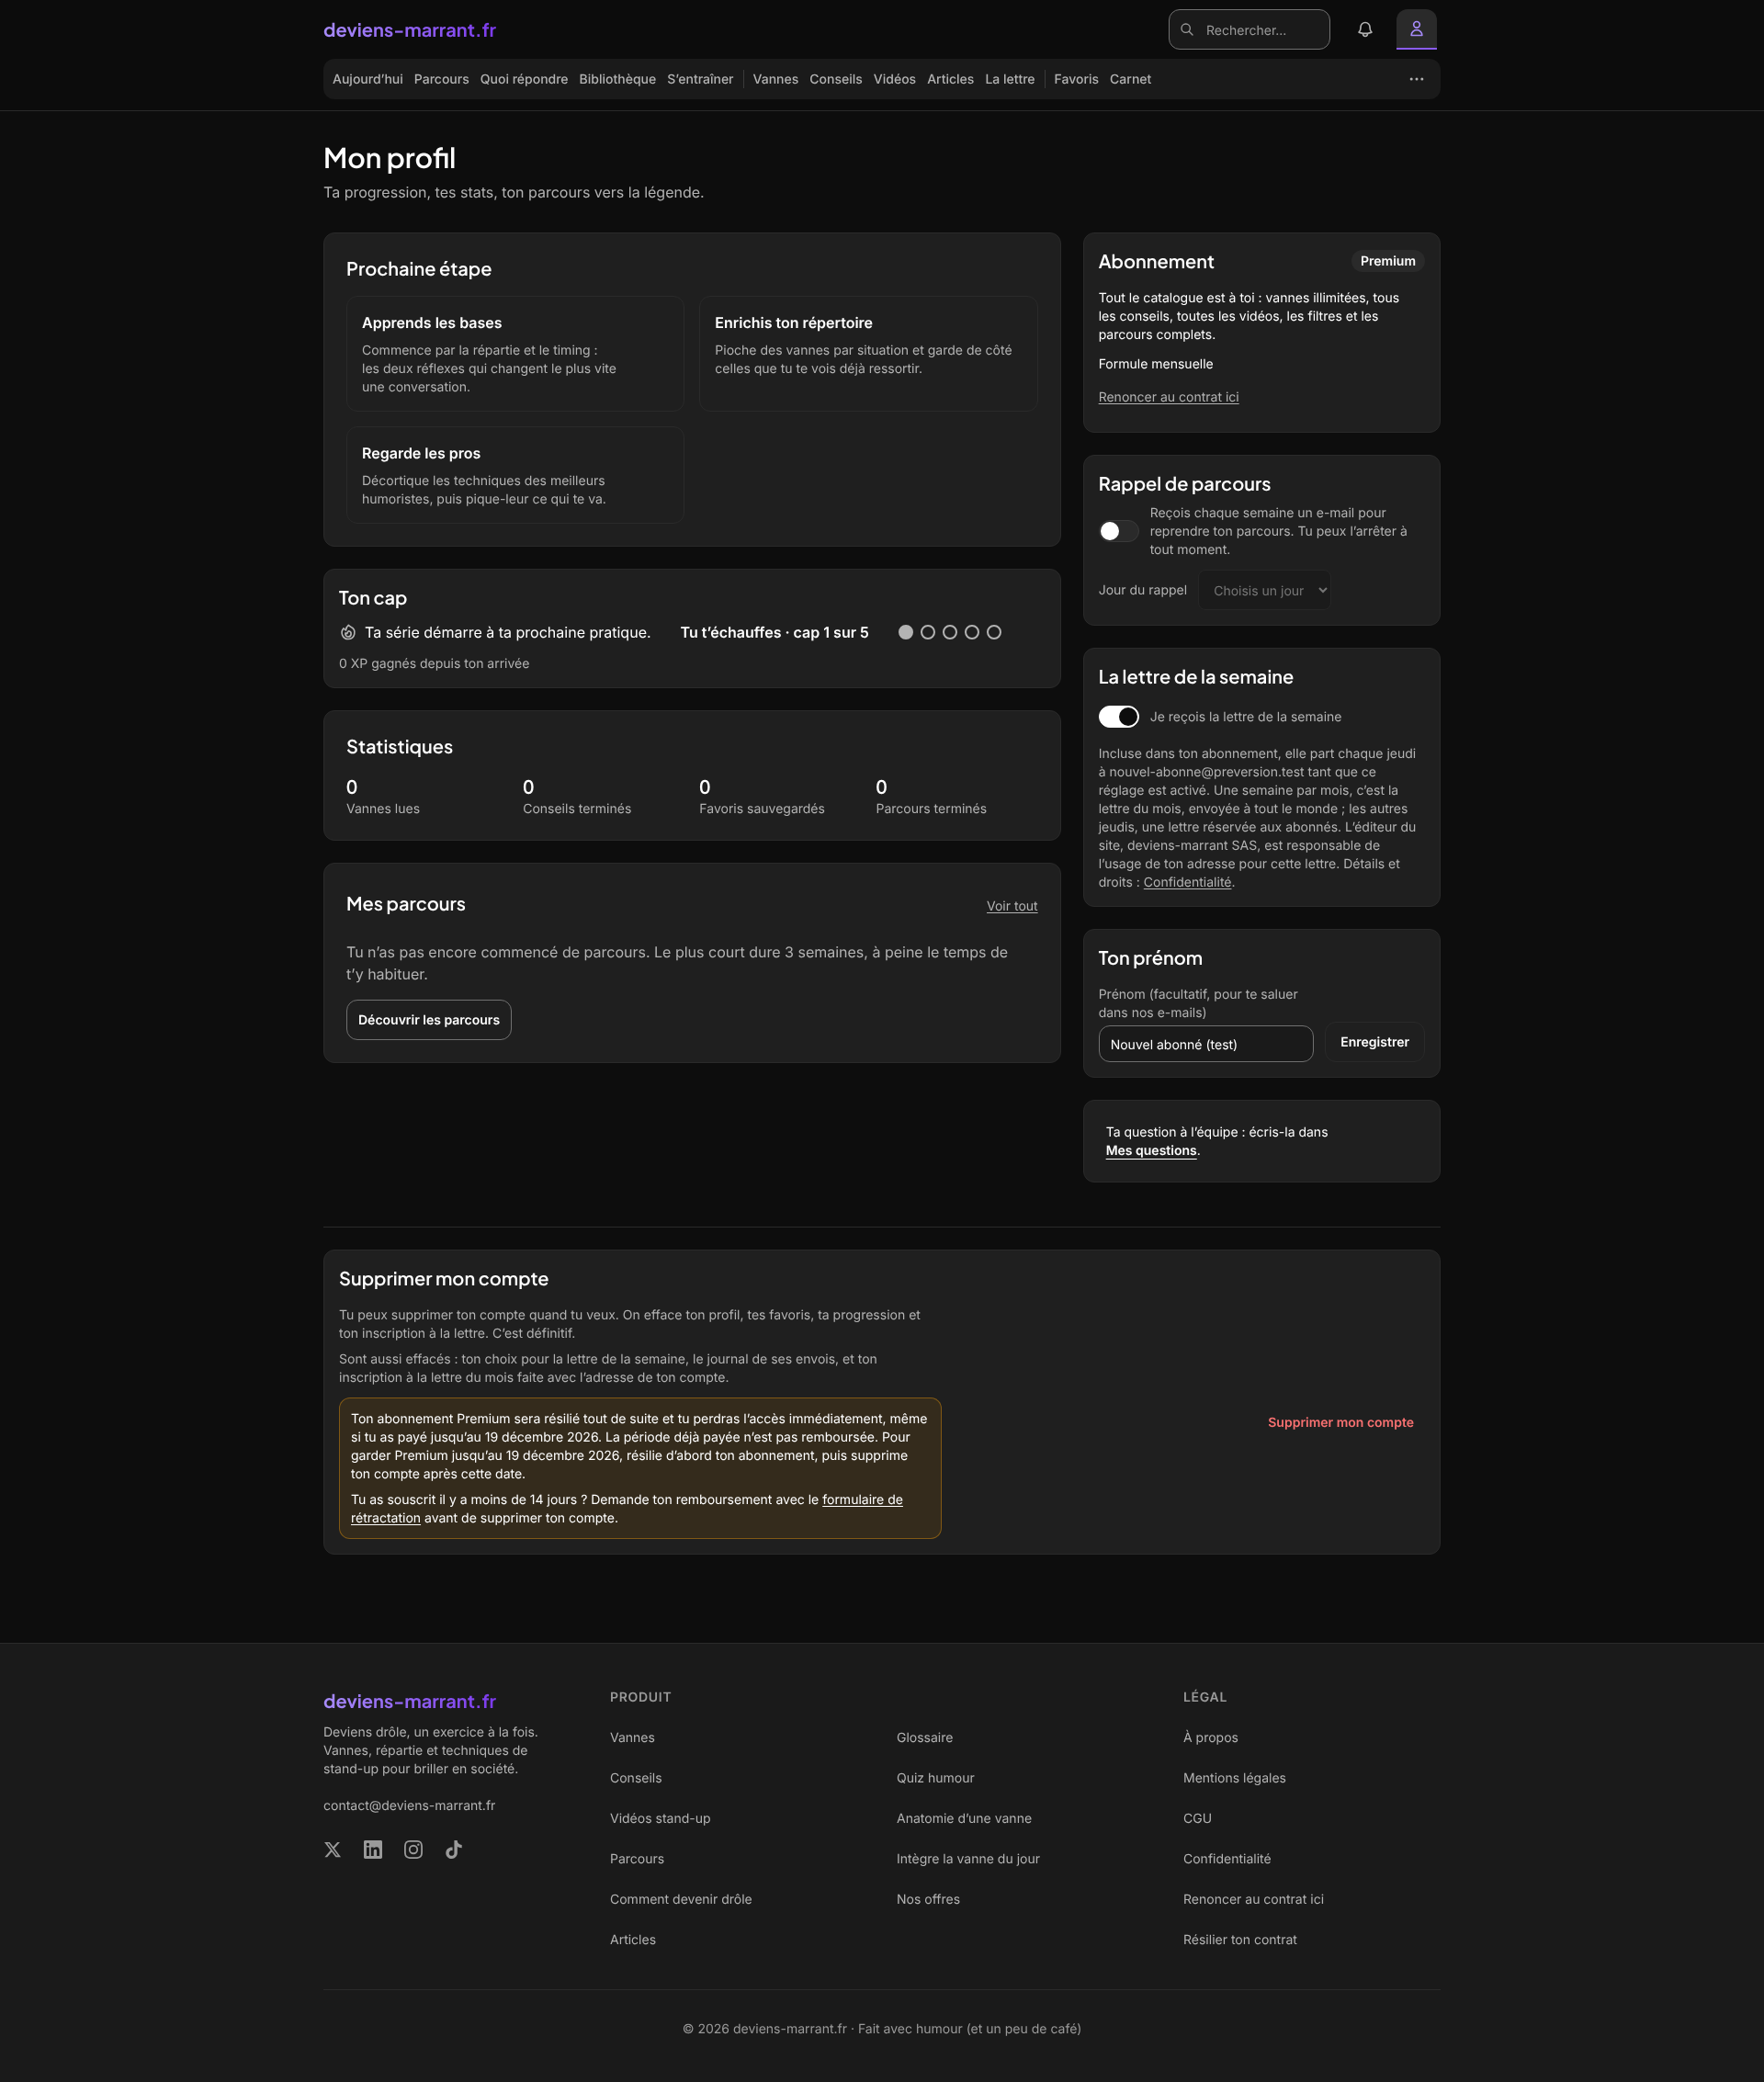 deviens-marrant.fr
Rechercher...
Aujourd’hui Parcours Quoi répondre Bibliothèque S’entraîner Vannes Conseils Vidéos Articles La lettre Favoris Carnet
Mon profil
Ta progression, tes stats, ton parcours vers la légende.
Prochaine étape
Apprends les bases
Commence par la répartie et le timing :
les deux réflexes qui changent le plus vite
une conversation.
Enrichis ton répertoire
Pioche des vannes par situation et garde de côté
celles que tu te vois déjà ressortir.
Regarde les pros
Décortique les techniques des meilleurs
humoristes, puis pique-leur ce qui te va.
Ton cap
Ta série démarre à ta prochaine pratique. Tu t’échauffes · cap 1 sur 5
0 XP gagnés depuis ton arrivée
Statistiques
0 0 0 0
Vannes lues Conseils terminés Favoris sauvegardés Parcours terminés
Mes parcours Voir tout
Tu n’as pas encore commencé de parcours. Le plus court dure 3 semaines, à peine le temps de
t’y habituer.
Découvrir les parcours
Abonnement Premium
Tout le catalogue est à toi : vannes illimitées, tous
les conseils, toutes les vidéos, les filtres et les
parcours complets.
Formule mensuelle
Renoncer au contrat ici
Rappel de parcours
Reçois chaque semaine un e-mail pour
reprendre ton parcours. Tu peux l’arrêter à
tout moment.
Jour du rappel Choisis un jour
La lettre de la semaine
Je reçois la lettre de la semaine
Incluse dans ton abonnement, elle part chaque jeudi
à nouvel-abonne@preversion.test tant que ce
réglage est activé. Une semaine par mois, c’est la
lettre du mois, envoyée à tout le monde ; les autres
jeudis, une lettre réservée aux abonnés. L’éditeur du
site, deviens-marrant SAS, est responsable de
l’usage de ton adresse pour cette lettre. Détails et
droits : Confidentialité.
Ton prénom
Prénom (facultatif, pour te saluer
dans nos e-mails)
Nouvel abonné (test) Enregistrer
Ta question à l’équipe : écris-la dans
Mes questions.
Supprimer mon compte
Tu peux supprimer ton compte quand tu veux. On efface ton profil, tes favoris, ta progression et
ton inscription à la lettre. C’est définitif.
Sont aussi effacés : ton choix pour la lettre de la semaine, le journal de ses envois, et ton
inscription à la lettre du mois faite avec l’adresse de ton compte.
Ton abonnement Premium sera résilié tout de suite et tu perdras l’accès immédiatement, même
si tu as payé jusqu’au 19 décembre 2026. La période déjà payée n’est pas remboursée. Pour
garder Premium jusqu’au 19 décembre 2026, résilie d’abord ton abonnement, puis supprime
ton compte après cette date.
Tu as souscrit il y a moins de 14 jours ? Demande ton remboursement avec le formulaire de
rétractation avant de supprimer ton compte.
Supprimer mon compte
deviens-marrant.fr
Deviens drôle, un exercice à la fois.
Vannes, répartie et techniques de
stand-up pour briller en société.
contact@deviens-marrant.fr
PRODUIT
Vannes
Conseils
Vidéos stand-up
Parcours
Comment devenir drôle
Articles
Glossaire
Quiz humour
Anatomie d’une vanne
Intègre la vanne du jour
Nos offres
LÉGAL
À propos
Mentions légales
CGU
Confidentialité
Renoncer au contrat ici
Résilier ton contrat
© 2026 deviens-marrant.fr · Fait avec humour (et un peu de café)